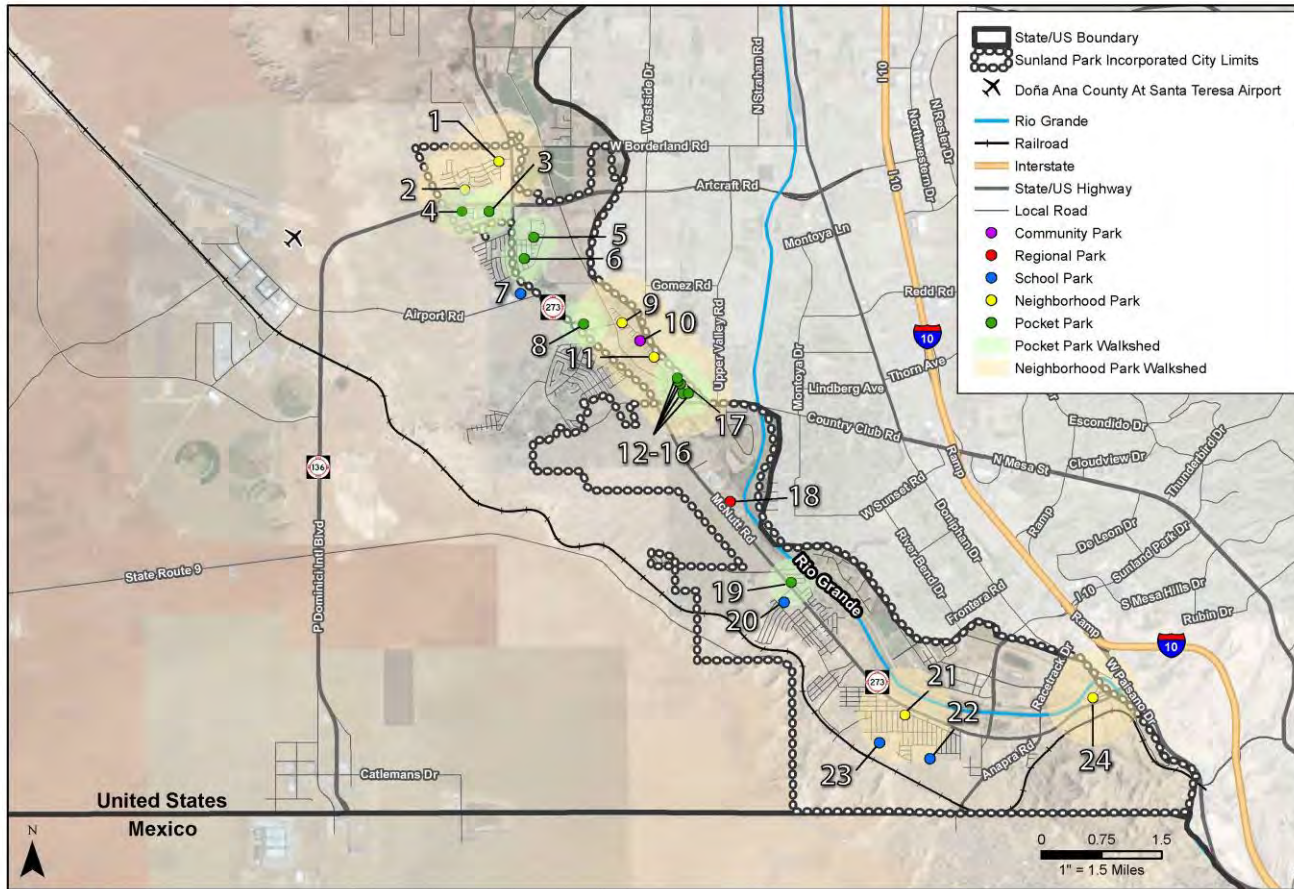 State/US Boundary
Sunland Park Incorporated City Limits
Doña Ana County At Santa Teresa Airport
Rio Grande
Railroad
Interstate
State/US Highway
Local Road
Community Park
Regional Park
School Park
Neighborhood Park
Pocket Park
Pocket Park Walkshed
Neighborhood Park Walkshed
Westside Dr
N Strahan Rd
I 10
N Resler Dr
Northwestern Dr
I 10
1
3
W Borderland Rd
2
Artcraft Rd
4
5
Montoya Ln
6
7
Gomez Rd
Redd Rd
273
9
Airport Rd
10
8
10
11
Upper Valley Rd
Montoya Dr
Thorn Ave
Lindberg Ave
17
Country Club Rd
Escondido Dr
12-16
N Mesa St
Cloudview Dr
Thunderbird Dr
136
Ramp
18
W Sunset Rd
McNutt Rd
Doniphan Dr
Ramp
De Leon Dr
Sunland Park Dr
State Route 9
P Dominici Intl Blvd
Rio Grande
River Bend Dr
19
Frontera Rd
I-10
S Mesa Hills Dr
20
Rubin Dr
Ramp
10
273
21
22
Racetrack Dr
W Paisano Dr
23
Anapra Rd
24
Catlemans Dr
United States
Mexico
N
0 0.75 1.5
1" = 1.5 Miles